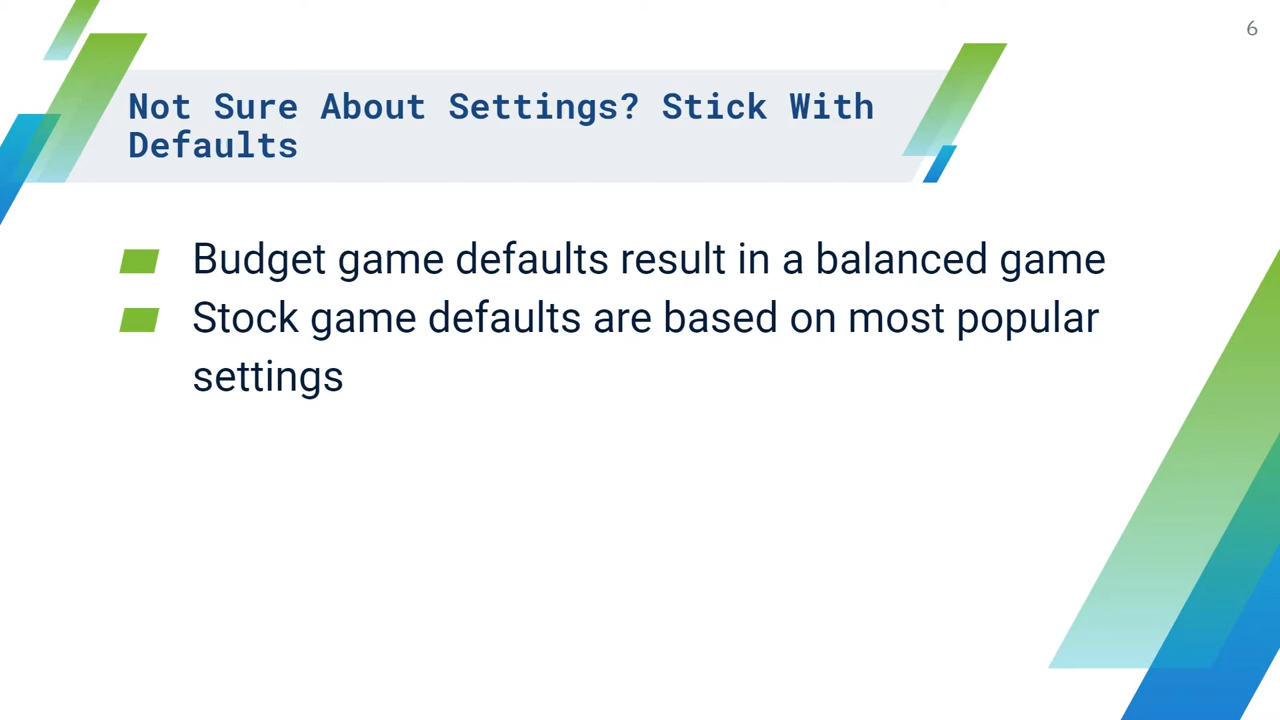 6
Not Sure About Settings? Stick With
Defaults
Budget game defaults result in a balanced game
Stock game defaults are based on most popular
settings